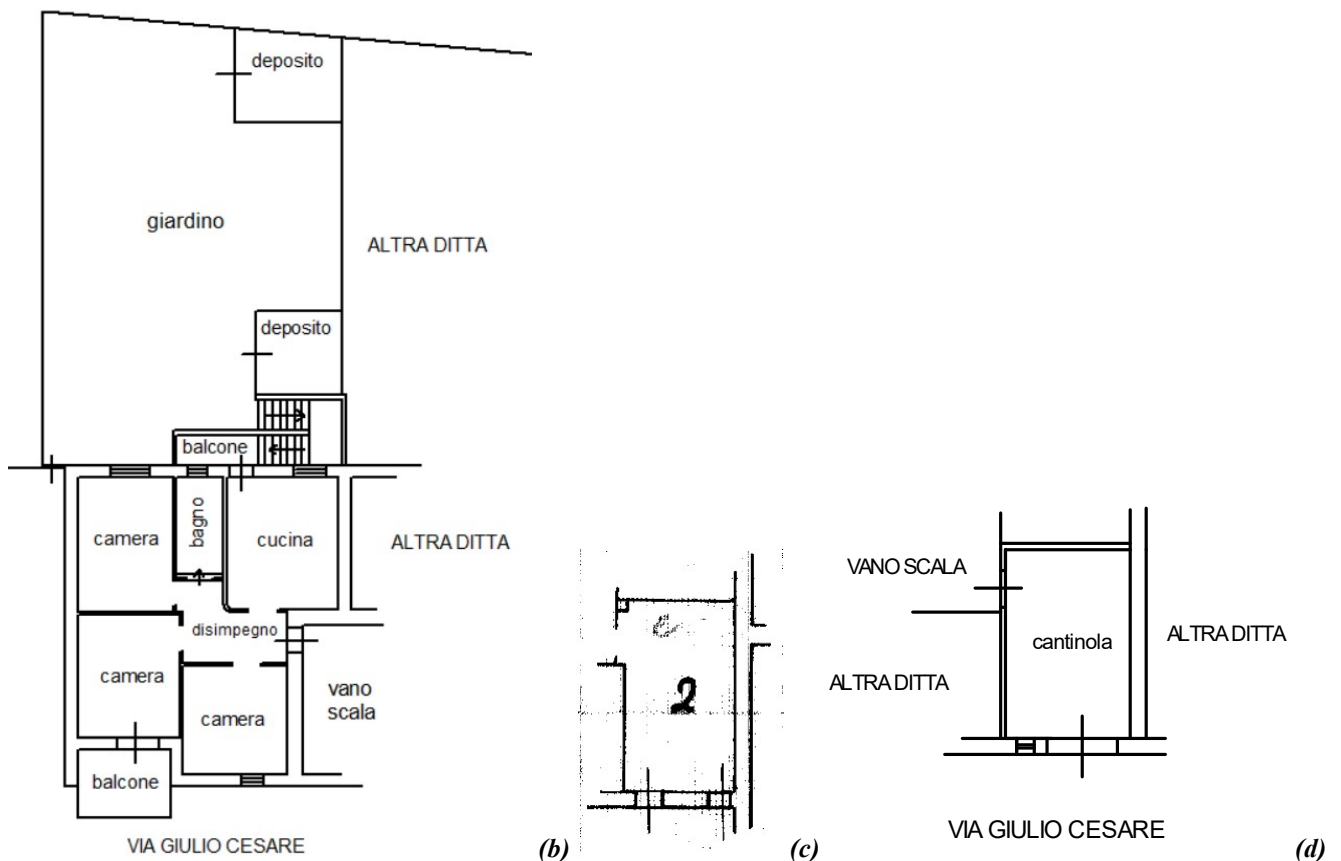 deposito
giardino
ALTRA DITTA
deposito
balcone
camera
bagno
cucina
ALTRA DITTA
disimpegno
camera
camera
vano
scala
balcone
VIA GIULIO CESARE
(b)
2
(c)
VANO SCALA
cantinola
ALTRA DITTA
ALTRA DITTA
VIA GIULIO CESARE
(d)